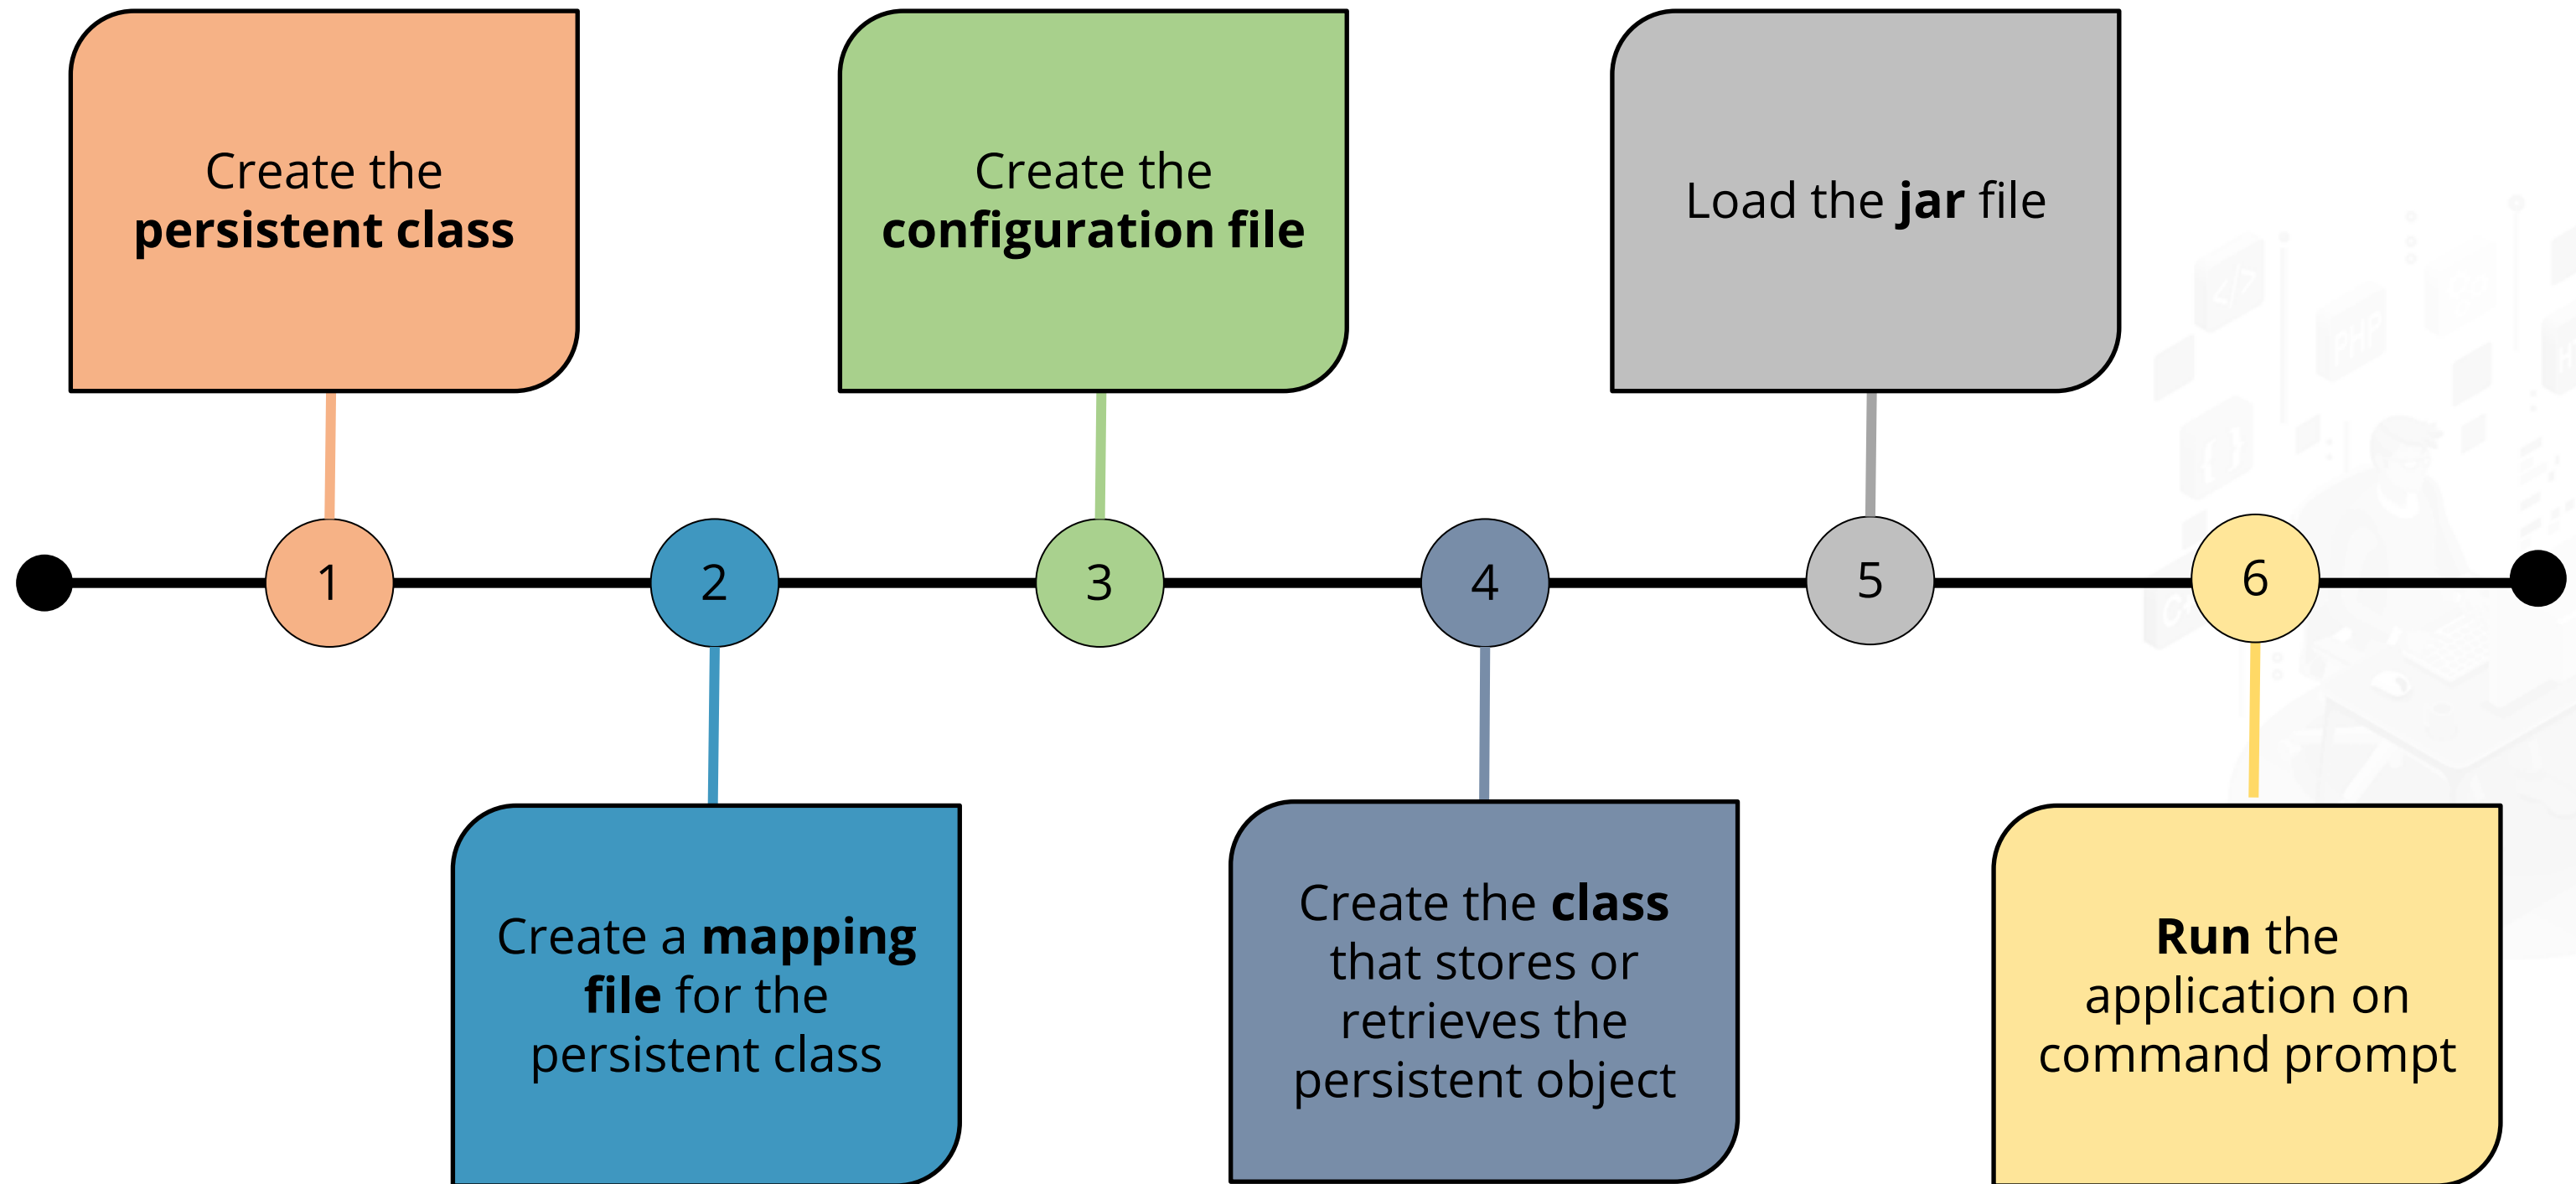 Create the
persistent class
Create the
configuration file
Load the jar file
1
2
3
4
5
6
Create a mapping
file for the
persistent class
Create the class
that stores or
retrieves the
persistent object
Run the
application on
command prompt